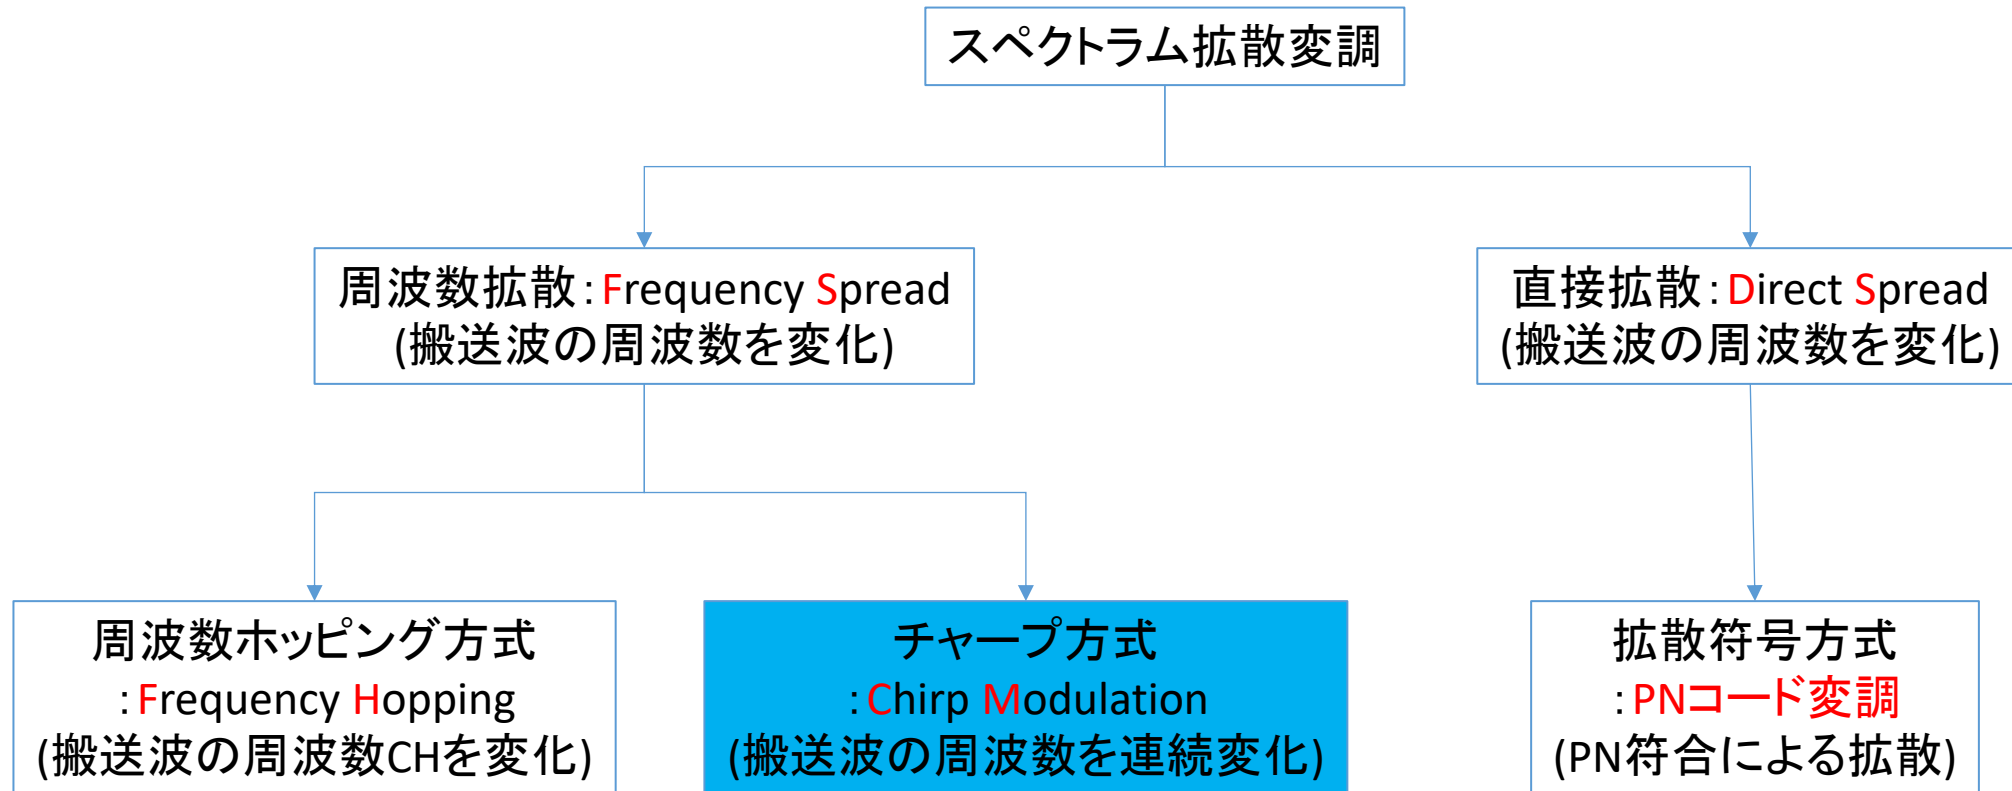 スペクトラム拡散変調
周波数拡散:Frequency Spread
(搬送波の周波数を変化)
直接拡散:Direct Spread
(搬送波の周波数を変化)
周波数ホッピング方式
:Frequency Hopping
(搬送波の周波数CHを変化)
チャープ方式
:Chirp Modulation
(搬送波の周波数を連続変化)
拡散符号方式
:PNコード変調
(PN符合による拡散)